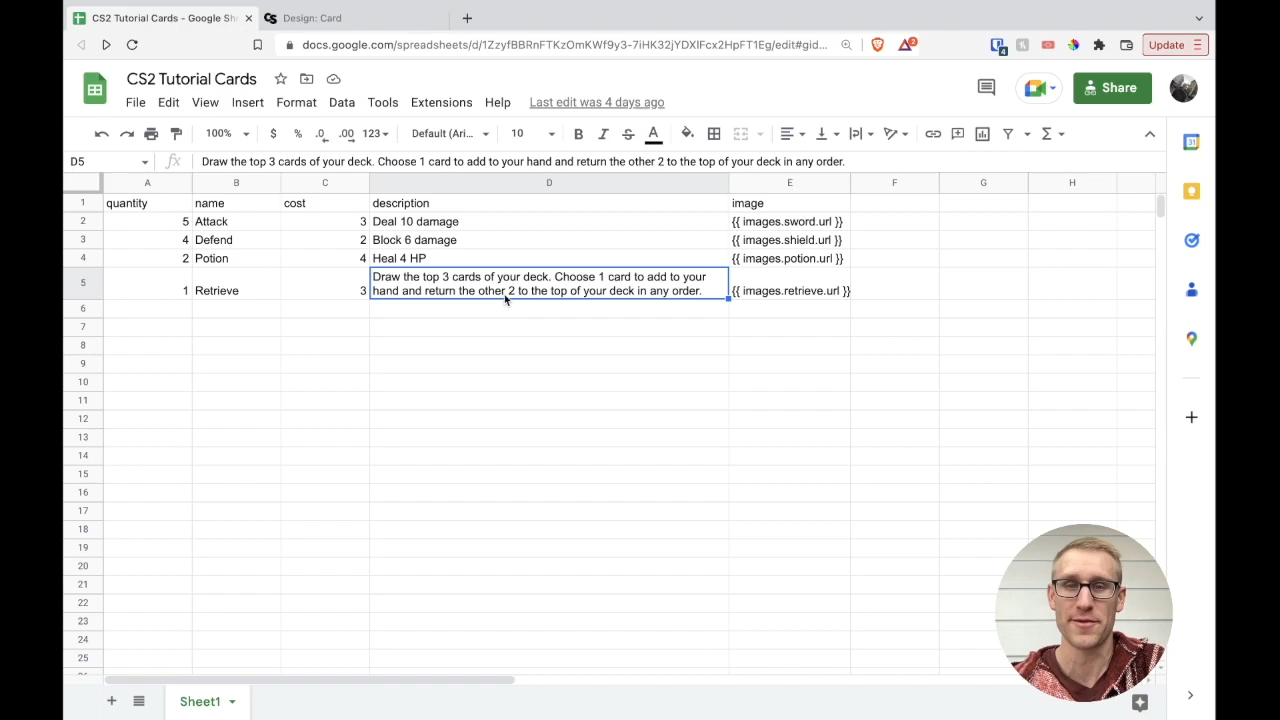 CS2 Tutorial Cards - Google Sh
CS Design: Card
docs.google.com/spreadsheets/d/1ZzyfBBRnFTKzOmKWf9y3-7iHK32jYDXlFcx2HpFT1Eg/edit#gid...
2
4
Update
CS2 Tutorial Cards
File Edit View Insert Format Data Tools Extensions Help Last edit was 4 days ago
Share
100% $ % .0 .00 123 Default (Ari... 10 B I S A
31
D5 fx Draw the top 3 cards of your deck. Choose 1 card to add to your hand and return the other 2 to the top of your deck in any order.
A B C D E F G H
1 quantity name cost description image
2 5 Attack 3 Deal 10 damage {{ images.sword.url }}
3 4 Defend 2 Block 6 damage {{ images.shield.url }}
4 2 Potion 4 Heal 4 HP {{ images.potion.url }}
Draw the top 3 cards of your deck. Choose 1 card to add to your
5 1 Retrieve 3 hand and return the other 2 to the top of your deck in any order. {{ images.retrieve.url }}
6
7
8
9
10
11
12
13
14
15
16
17
18
19
20
21
22
23
24
25
Sheet1